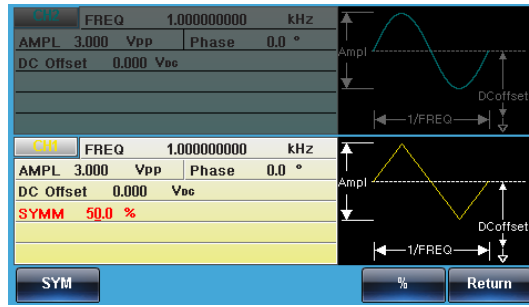 CH2 FREQ 1.000000000 kHz
AMPL 3.000 Vpp Phase 0.0 °
DC Offset 0.000 VDC
Ampl
DCoffset
1/FREQ
CH1 FREQ 1.000000000 kHz
AMPL 3.000 Vpp Phase 0.0 °
DC Offset 0.000 VDC
SYMM 50.0 %
Ampl
DCoffset
1/FREQ
SYM % Return